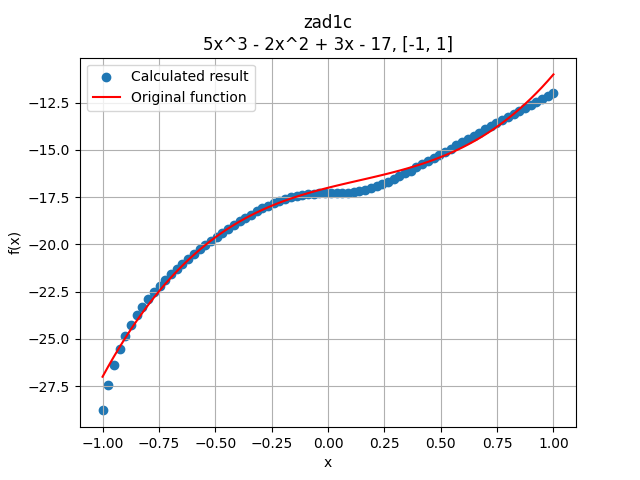 zad1c
5x^3 - 2x^2 + 3x - 17, [-1, 1]
Calculated result
Original function
−12.5
−15.0
−17.5
−20.0
−22.5
−25.0
−27.5
f(x)
−1.00 −0.75 −0.50 −0.25 0.00 0.25 0.50 0.75 1.00
x